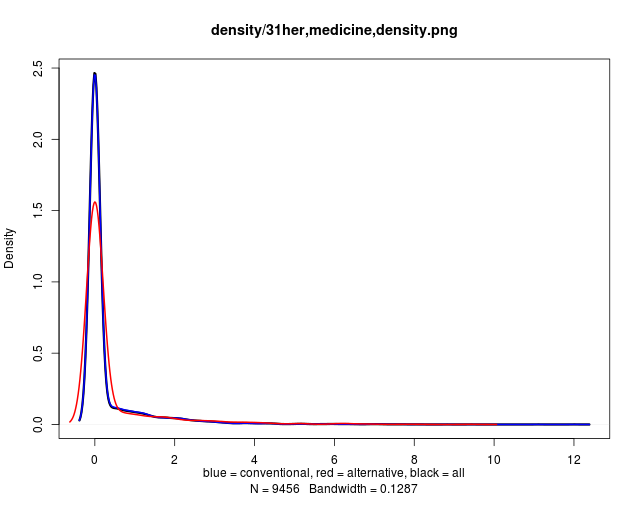 density/31her,medicine,density.png
Density
2.5
2.0
1.5
1.0
0.5
0.0
0 2 4 6 8 10 12
blue = conventional, red = alternative, black = all
N = 9456 Bandwidth = 0.1287